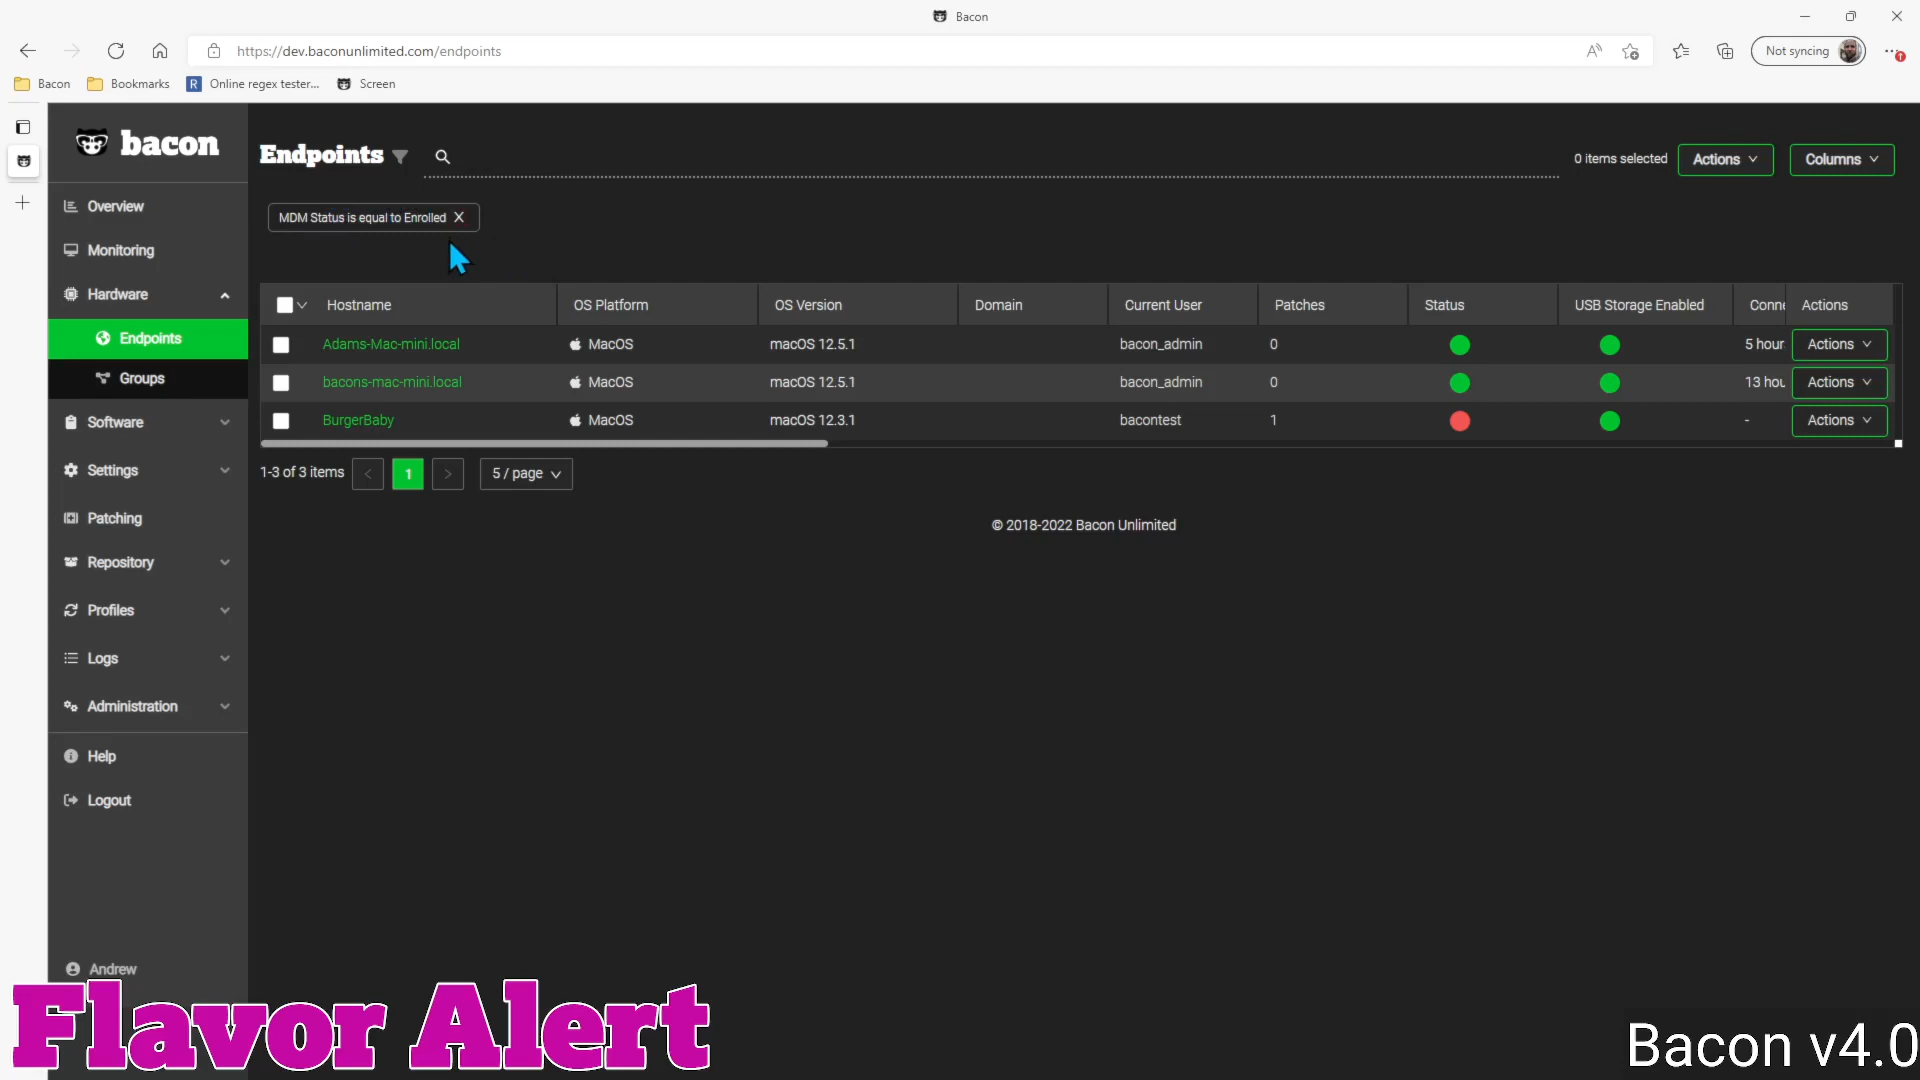 Bacon
https://dev.baconunlimited.com/endpoints
Not syncing
Bacon
Bookmarks
R Online regex tester...
Screen
bacon
Endpoints
0 items selected
Actions
Columns
MDM Status is equal to Enrolled
Overview
Monitoring
Hardware
Endpoints
Groups
Software
Settings
Patching
Repository
Profiles
Logs
Administration
Help
Logout
Andrew
Hostname OS Platform OS Version Domain Current User Patches Status USB Storage Enabled Conne Actions
Adams-Mac-mini.local MacOS macOS 12.5.1 bacon_admin 0 5 hour Actions
bacons-mac-mini.local MacOS macOS 12.5.1 bacon_admin 0 13 hou Actions
BurgerBaby MacOS macOS 12.3.1 bacontest 1 - Actions
1-3 of 3 items < 1 > 5 / page
© 2018-2022 Bacon Unlimited
Flavor Alert
Bacon v4.0